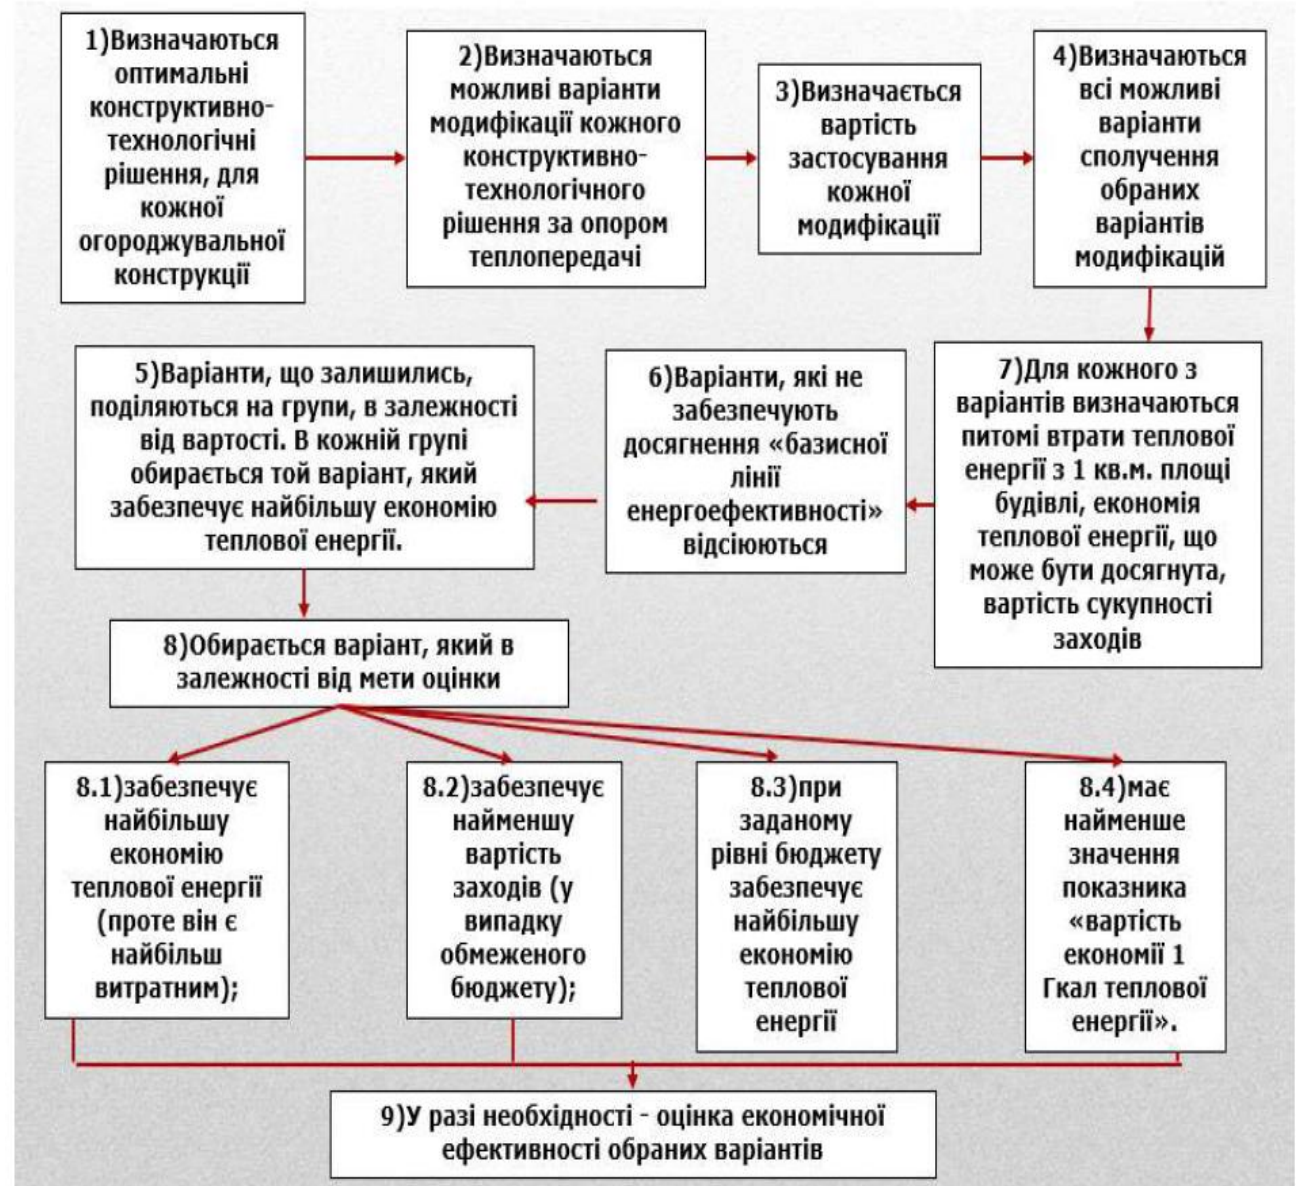 1)Визначаються
оптимальні
конструктивно-
технологічні
рішення, для
кожної
огороджувальної
конструкції
2)Визначаються
можливі варіанти
модифікації кожного
конструктивно-
технологічного
рішення за опором
теплопередачі
3)Визначається
вартість
застосування
кожної
модифікації
4)Визначаються
всі можливі
варіанти
сполучення
обраних
варіантів
модифікацій
5)Варіанти, що залишились,
поділяються на групи, в залежності
від вартості. В кожній групі
обирається той варіант, який
забезпечує найбільшу економію
теплової енергії.
6)Варіанти, які не
забезпечують
досягнення «базисної
лінії
енергоефективності»
відсіюються
7)Для кожного з
варіантів визначаються
питомі втрати теплової
енергії з 1 кв.м. площі
будівлі, економія
теплової енергії, що
може бути досягнута,
вартість сукупності
заходів
8)Обирається варіант, який в
залежності від мети оцінки
8.1)забезпечує
найбільшу
економію
теплової енергії
(проте він є
найбільш
витратним);
8.2)забезпечує
найменшу
вартість
заходів (у
випадку
обмеженого
бюджету);
8.3)при
заданому
рівні бюджету
забезпечує
найбільшу
економію
теплової
енергії
8.4)має
найменше
значення
показника
«вартість
економії 1
Гкал теплової
енергії».
9)У разі необхідності - оцінка економічної
ефективності обраних варіантів